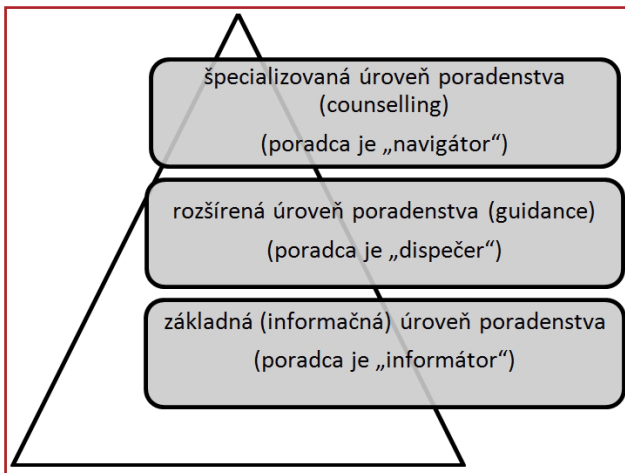 špecializovaná úroveň poradenstva
(counselling)
(poradca je „navigátor“)
rozšírená úroveň poradenstva (guidance)
(poradca je „dispečer“)
základná (informačná) úroveň poradenstva
(poradca je „informátor“)